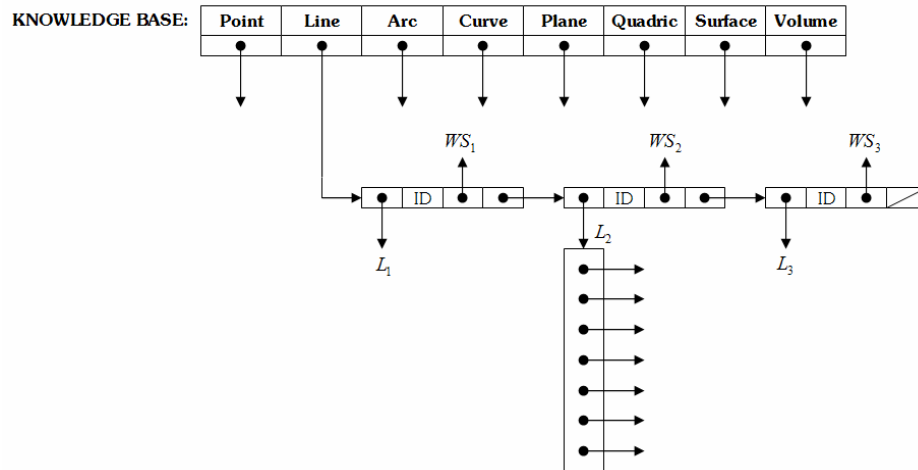 KNOWLEDGE BASE: Point Line Arc Curve Plane Quadric Surface Volume
WS₁ WS₂ WS₃
ID ID ID
L₁ L₂ L₃